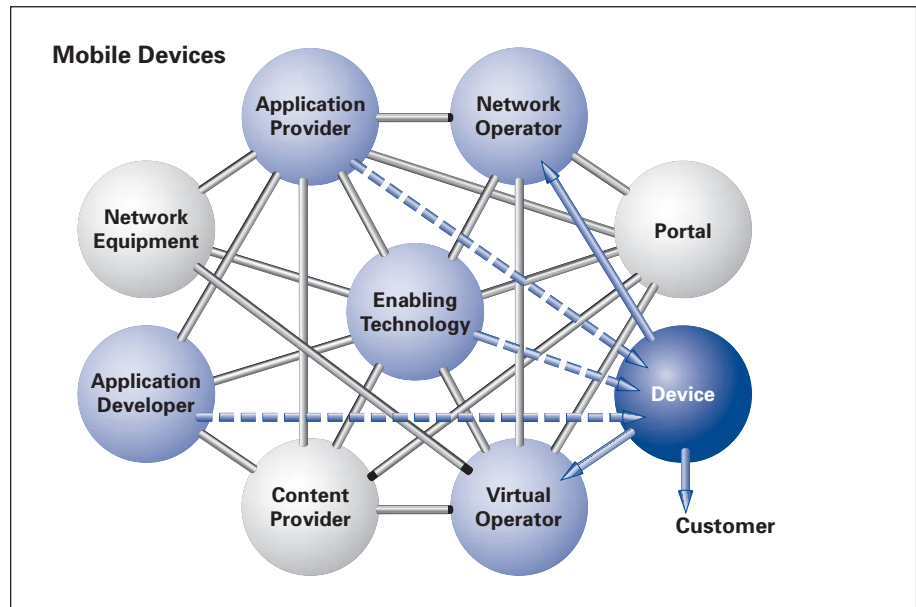 Mobile Devices
Application
Provider
Network
Operator
Network
Equipment
Portal
Enabling
Technology
Application
Developer
Device
Content
Provider
Virtual
Operator
Customer